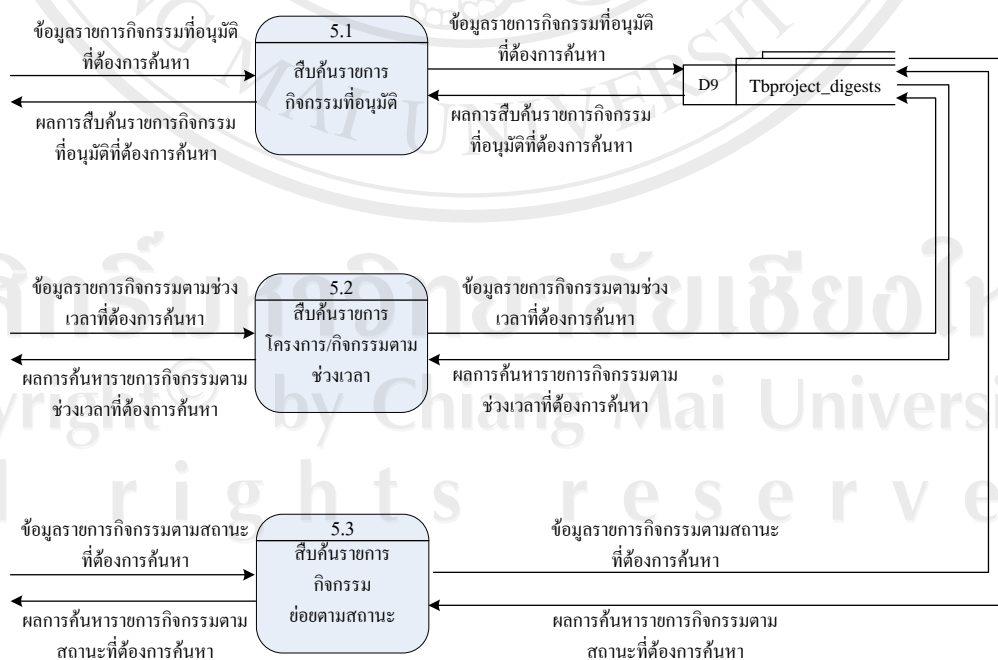 ข้อมูลรายการกิจกรรมที่อนุมัติ
ที่ต้องการค้นหา
5.1
สืบค้นรายการ
กิจกรรมที่อนุมัติ
ข้อมูลรายการกิจกรรมที่อนุมัติ
ที่ต้องการค้นหา
D9
Tbproject_digests
ผลการสืบค้นรายการกิจกรรม
ที่อนุมัติที่ต้องการค้นหา
ผลการสืบค้นรายการกิจกรรม
ที่อนุมัติที่ต้องการค้นหา
MAI UNIVERSIT
ข้อมูลรายการกิจกรรมตามช่วง
เวลาที่ต้องการค้นหา
5.2
สืบค้นรายการ
โครงการ/กิจกรรมตาม
ช่วงเวลา
ข้อมูลรายการกิจกรรมตามช่วง
เวลาที่ต้องการค้นหา
ผลการค้นหารายการกิจกรรมตาม
ช่วงเวลาที่ต้องการค้นหา
ผลการค้นหารายการกิจกรรมตาม
ช่วงเวลาที่ต้องการค้นหา
สิทธิ์มหาวิทยาลัยเชียงให
yright © by Chiang Mai Universi
rights reserve
ข้อมูลรายการกิจกรรมตามสถานะ
ที่ต้องการค้นหา
5.3
สืบค้นรายการ
กิจกรรม
ย่อยตามสถานะ
ข้อมูลรายการกิจกรรมตามสถานะ
ที่ต้องการค้นหา
ผลการค้นหารายการกิจกรรมตาม
สถานะที่ต้องการค้นหา
ผลการค้นหารายการกิจกรรมตาม
สถานะที่ต้องการค้นหา